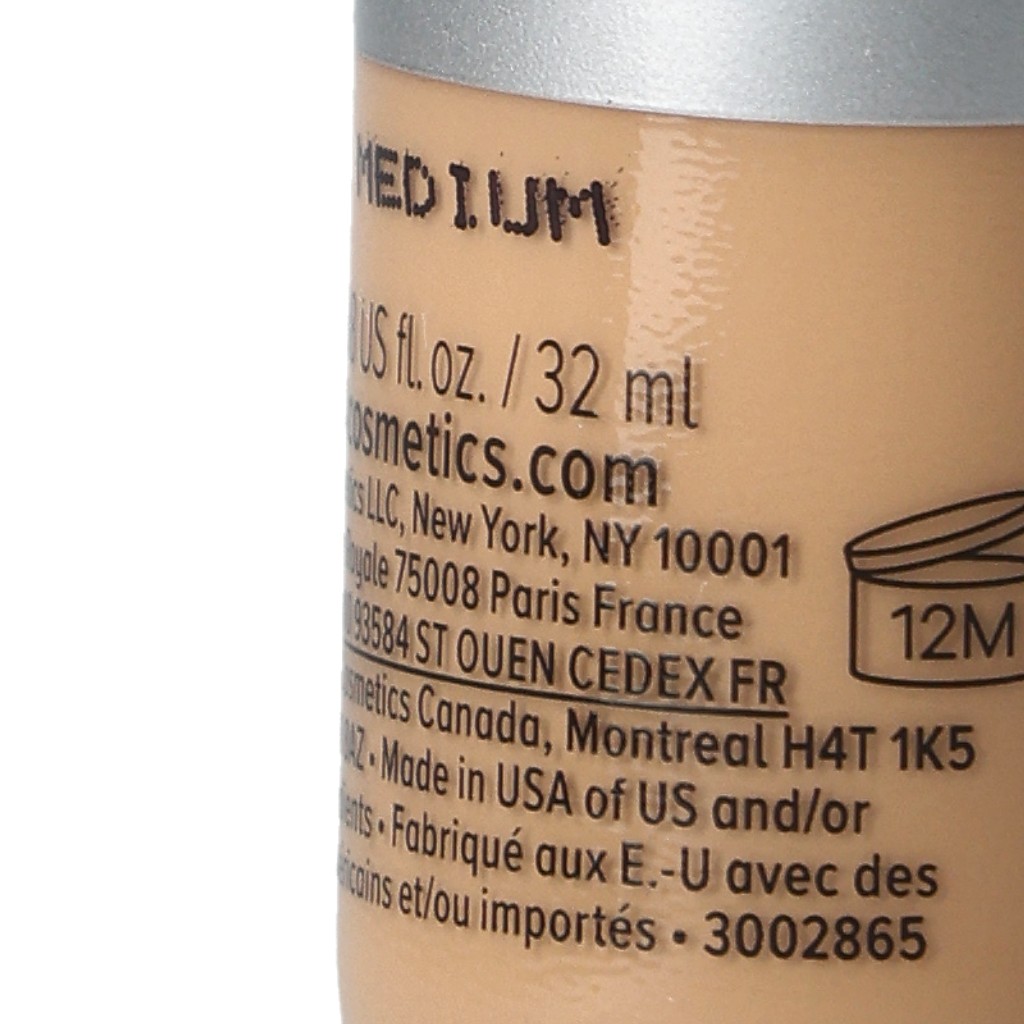 MEDIUM
US fl. oz. / 32 ml
cosmetics.com
LLC, New York, NY 10001
75008 Paris France
93584 ST OUEN CEDEX FR
Canada, Montreal H4T 1K5
• Made in USA of US and/or
• Fabriqué aux E.-U avec des
et/ou importés • 3002865
12M